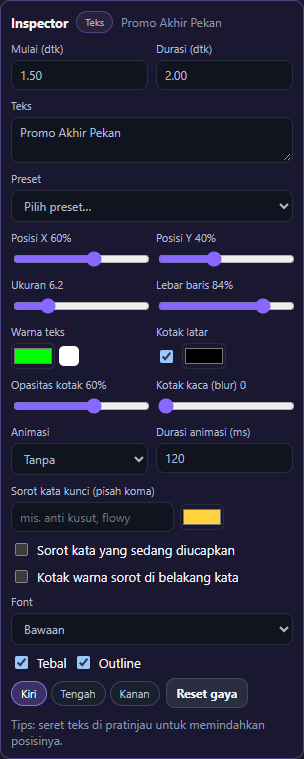 Inspector Teks Promo Akhir Pekan
Mulai (dtk) Durasi (dtk)
1.50 2.00
Teks
Promo Akhir Pekan
Preset
Pilih preset...
Posisi X 60% Posisi Y 40%
Ukuran 6.2 Lebar baris 84%
Warna teks Kotak latar
Opasitas kotak 60% Kotak kaca (blur) 0
Animasi Durasi animasi (ms)
Tanpa 120
Sorot kata kunci (pisah koma)
mis. anti kusut, flowy
Sorot kata yang sedang diucapkan
Kotak warna sorot di belakang kata
Font
Bawaan
Tebal Outline
Kiri Tengah Kanan Reset gaya
Tips: seret teks di pratinjau untuk memindahkan
posisinya.